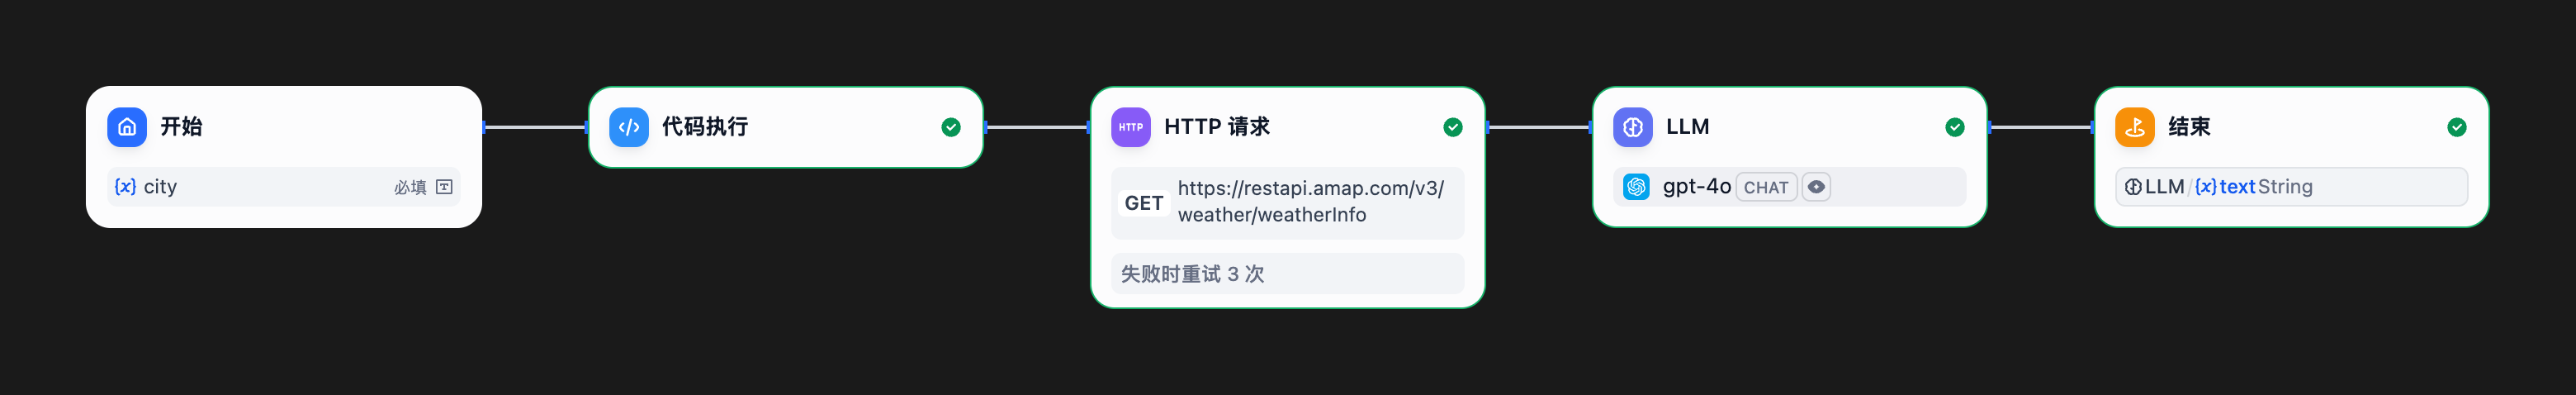 开始
{x} city 必填
代码执行
HTTP HTTP 请求
GET https://restapi.amap.com/v3/
weather/weatherInfo
失败时重试 3 次
LLM
gpt-4o CHAT
结束
LLM/{x}text String